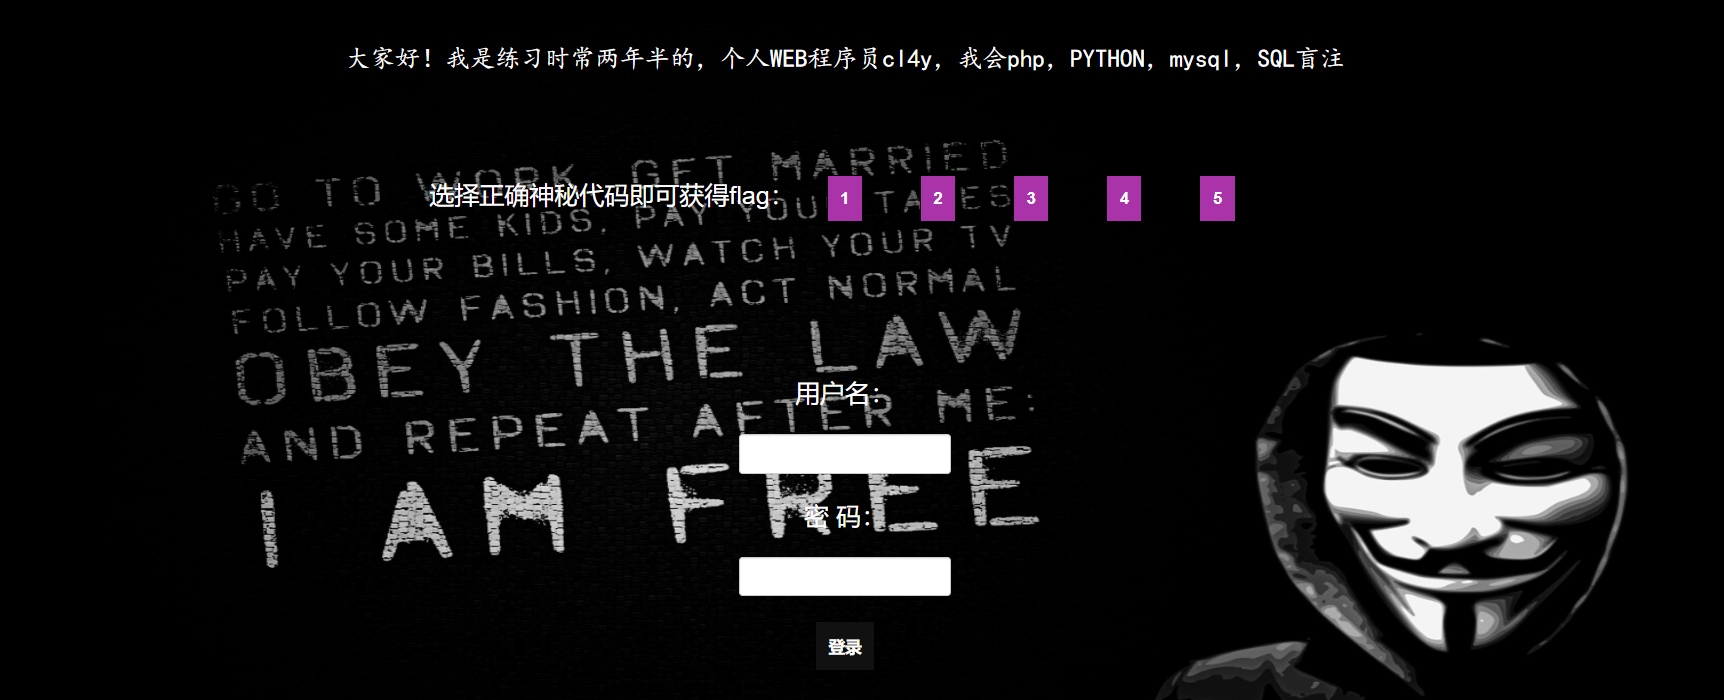 大家好！我是练习时常两年半的，个人WEB程序员cl4y，我会php，PYTHON，mysql，SQL盲注
GO TO WORK, GET MARRIED
选择正确神秘代码即可获得flag： 1 2 3 4 5
HAVE SOME KIDS, PAY YOUR TAXES
PAY YOUR BILLS, WATCH YOUR TV
FOLLOW FASHION, ACT NORMAL
OBEY THE LAW
用户名：
AND REPEAT AFTER ME:
I AM FREE
密 码：
登录